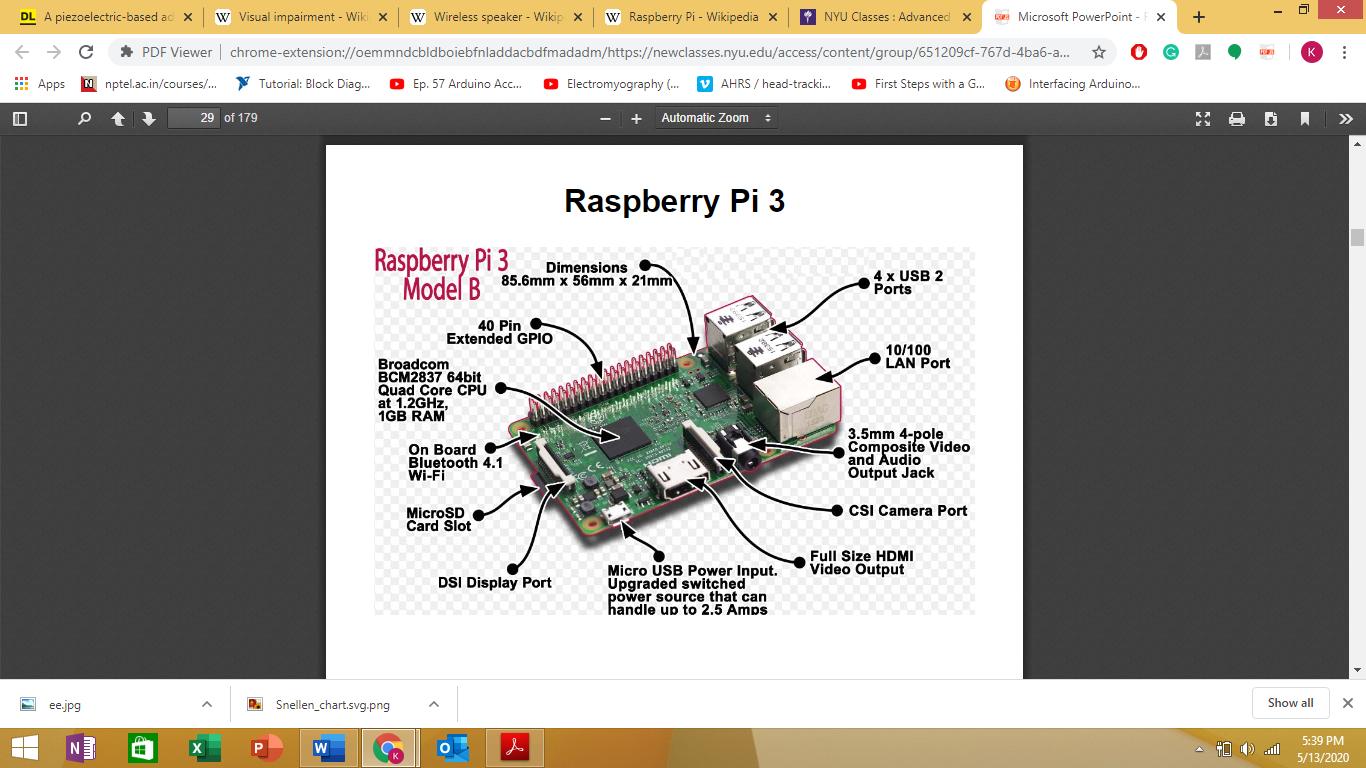 A piezoelectric-based ad
Visual impairment - Wiki
Wireless speaker - Wikip
Raspberry Pi - Wikipedia
NYU Classes : Advanced
Microsoft PowerPoint - F
PDF Viewer
chrome-extension://oemmndcbldboiebfnladdacbdfmadadm/https://newclasses.nyu.edu/access/content/group/651209cf-767d-4ba6-a...
K
Apps
nptel.ac.in/courses/...
Tutorial: Block Diag...
Ep. 57 Arduino Acc...
Electromyography (...
AHRS / head-tracki...
First Steps with a G...
Interfacing Arduino...
29 of 179
Automatic Zoom
Raspberry Pi 3
Raspberry Pi 3
Model B
Dimensions
85.6mm x 56mm x 21mm
4 x USB 2
Ports
40 Pin
Extended GPIO
10/100
LAN Port
Broadcom
BCM2837 64bit
Quad Core CPU
at 1.2GHz,
1GB RAM
3.5mm 4-pole
Composite Video
and Audio
Output Jack
On Board
Bluetooth 4.1
Wi-Fi
MicroSD
Card Slot
CSI Camera Port
DSI Display Port
Full Size HDMI
Video Output
Micro USB Power Input.
Upgraded switched
power source that can
handle up to 2.5 Amps
ee.jpg
Snellen_chart.svg.png
Show all
5:39 PM
5/13/2020